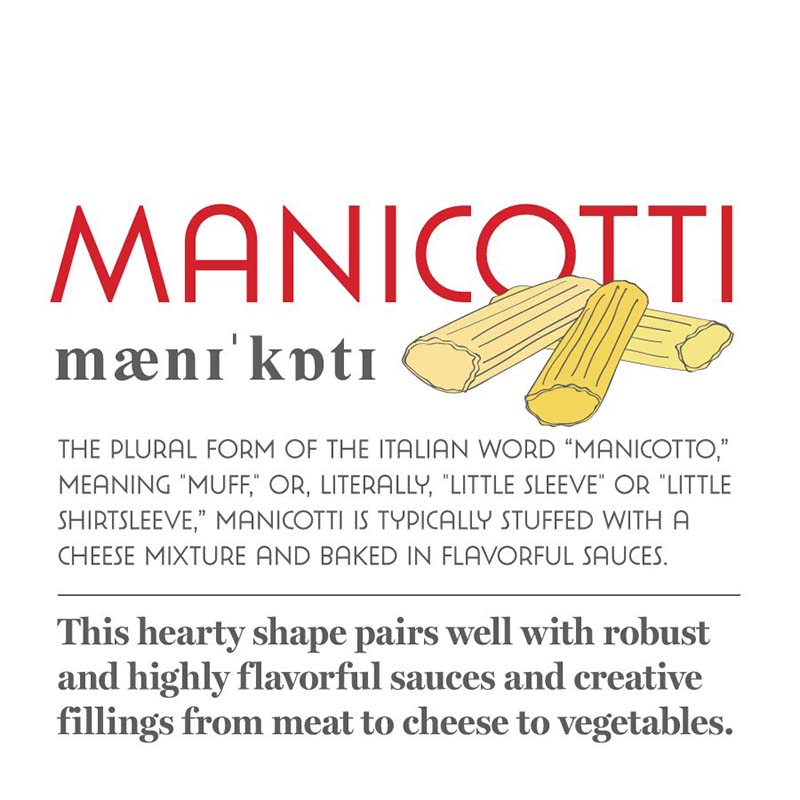 MANICOTTI
mænɪˈkɒtɪ
THE PLURAL FORM OF THE ITALIAN WORD “MANICOTTO,”
MEANING "MUFF," OR, LITERALLY, "LITTLE SLEEVE" OR "LITTLE
SHIRTSLEEVE,” MANICOTTI IS TYPICALLY STUFFED WITH A
CHEESE MIXTURE AND BAKED IN FLAVORFUL SAUCES.
This hearty shape pairs well with robust
and highly flavorful sauces and creative
fillings from meat to cheese to vegetables.